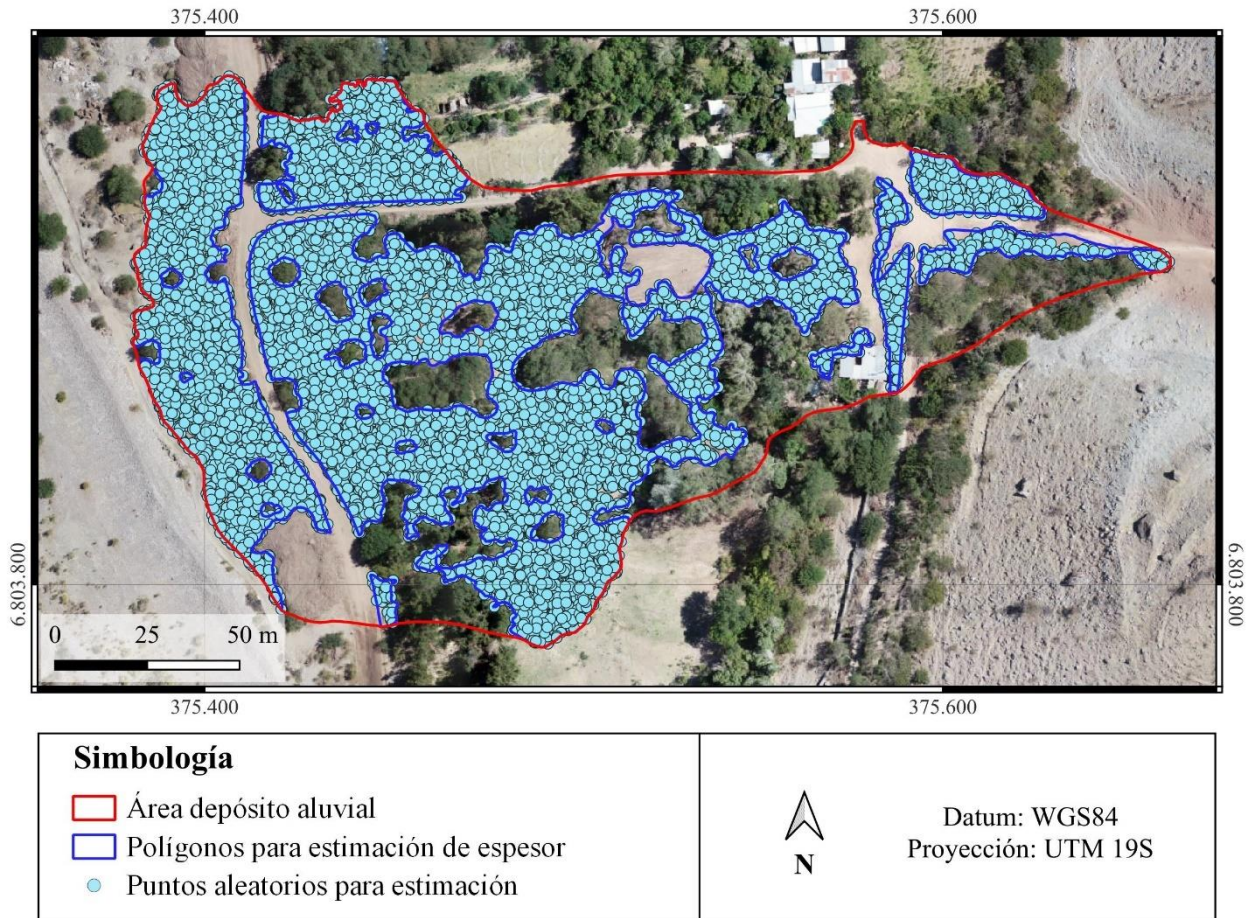 375.400
375.600
6.803.800
6.803.800
0 25 50 m
375.400
375.600
Simbología
Área depósito aluvial
Polígonos para estimación de espesor
Puntos aleatorios para estimación
N
Datum: WGS84
Proyección: UTM 19S